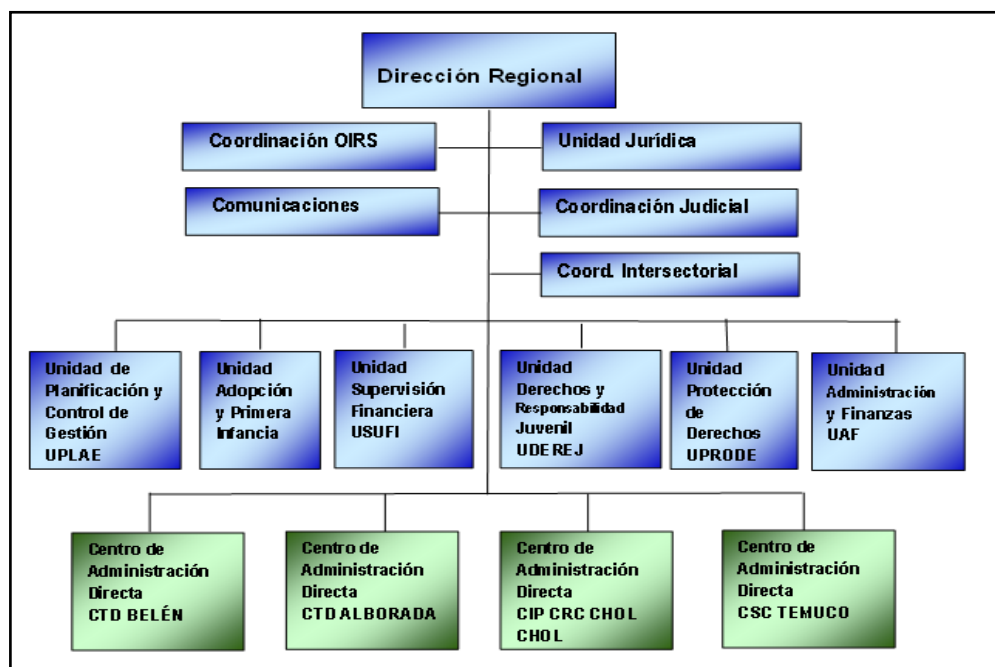 Dirección Regional
Coordinación OIRS
Unidad Jurídica
Comunicaciones
Coordinación Judicial
Coord. Intersectorial
Unidad de
Planificación y
Control de
Gestión
UPLAE
Unidad
Adopción
y Primera
Infancia
Unidad
Supervisión
Financiera
USUFI
Unidad
Derechos y
Responsabilidad
Juvenil
UDEREJ
Unidad
Protección
de
Derechos
UPRODE
Unidad
Administración
y Finanzas
UAF
Centro de
Administración
Directa
CTD BELÉN
Centro de
Administración
Directa
CTD ALBORADA
Centro de
Administración
Directa
CIP CRC CHOL
CHOL
Centro de
Administración
Directa
CSC TEMUCO